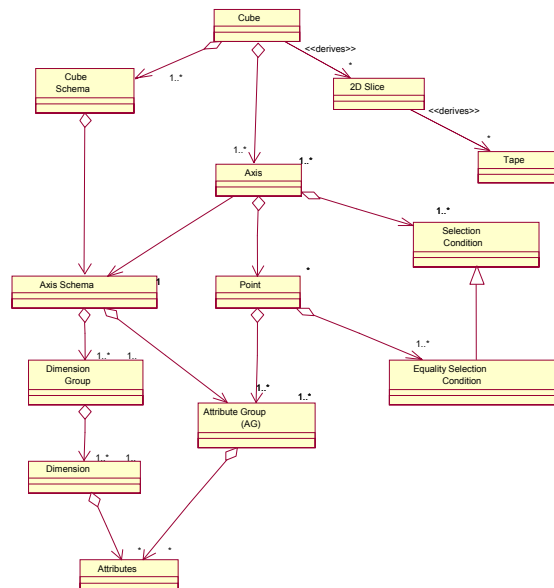 Cube
<<derives>>
*
1..*
Cube
Schema
2D Slice
<<derives>>
*
1..*
1..*
Tape
Axis
1..*
Selection
Condition
1
*
Axis Schema
Point
1..*
1..*
1..
Dimension
Group
Equality Selection
Condition
1..*
1..*
Attribute Group
(AG)
1..*
1..
Dimension
*
*
Attributes